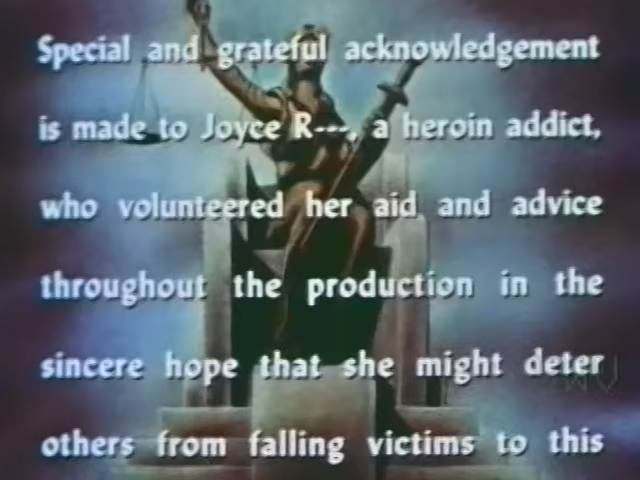 Special and grateful acknowledgement
is made to Joyce R---, a heroin addict,
who volunteered her aid and advice
throughout the production in the
sincere hope that she might deter
others from falling victims to this